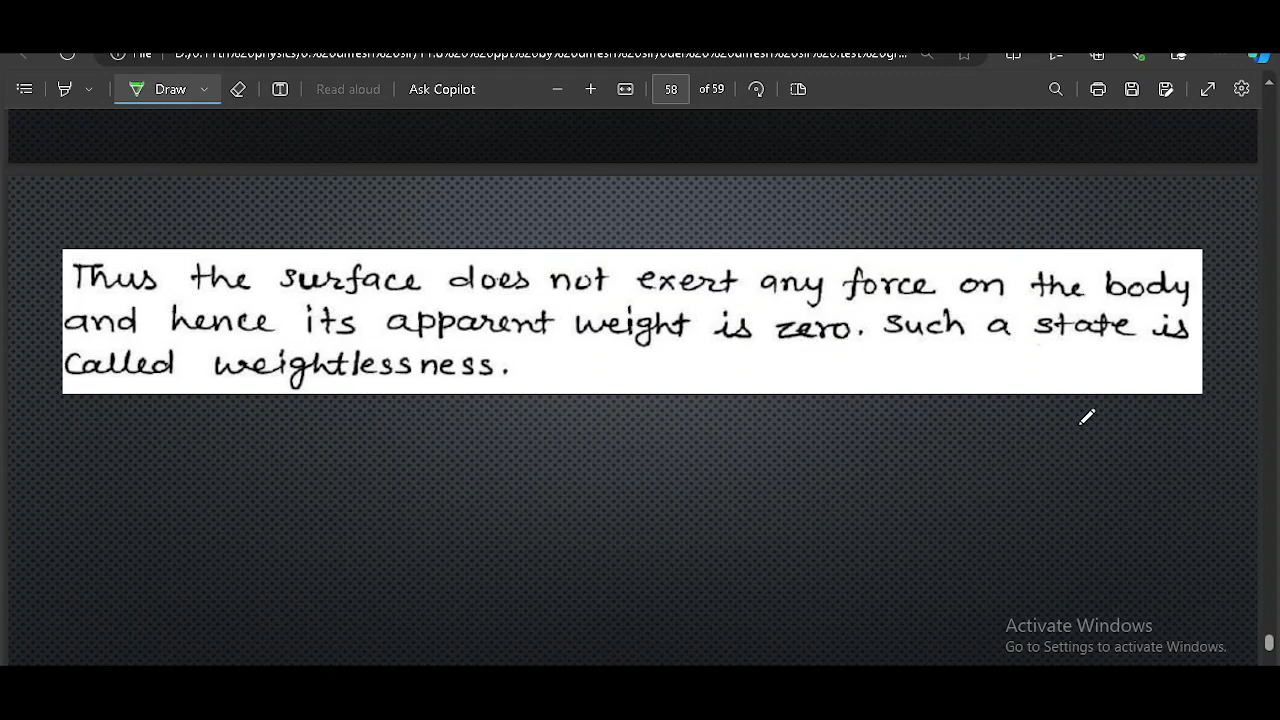 Draw
Read aloud
Ask Copilot
58
of 59
Thus the surface does not exert any force on the body
and hence its apparent weight is zero. Such a state is
called weightlessness.
Activate Windows
Go to Settings to activate Windows.